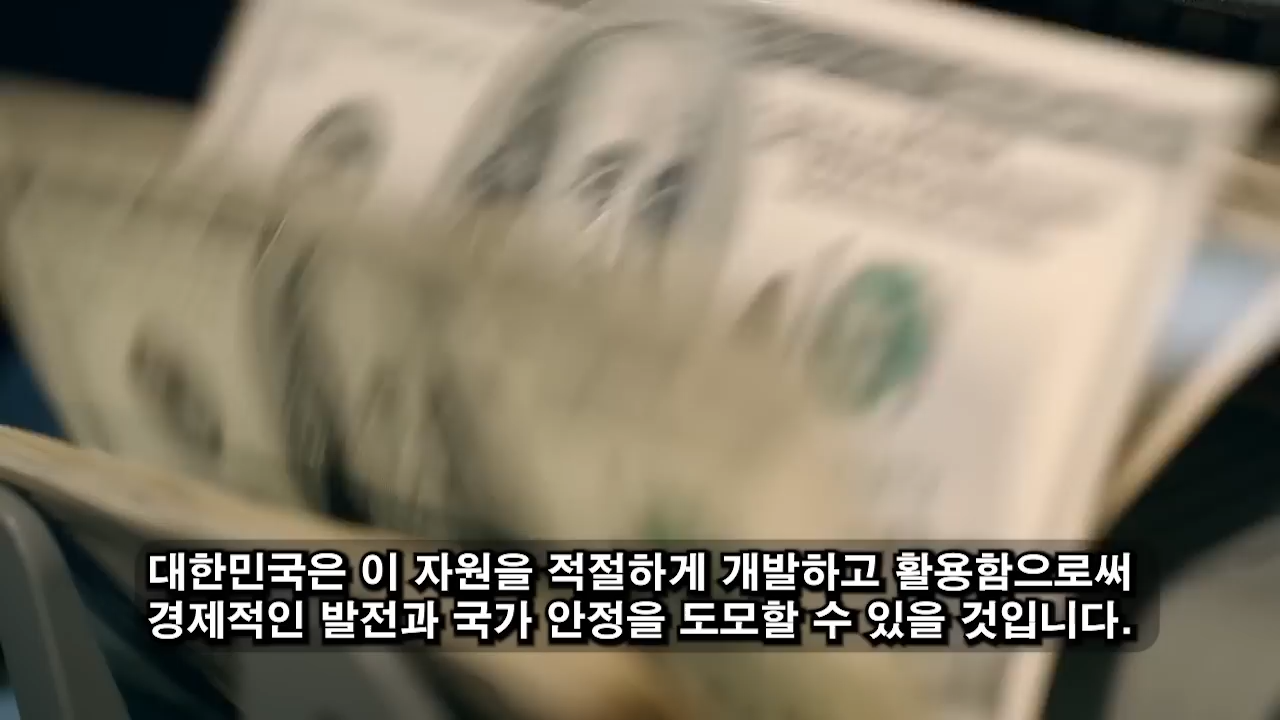 대한민국은 이 자원을 적절하게 개발하고 활용함으로써
경제적인 발전과 국가 안정을 도모할 수 있을 것입니다.